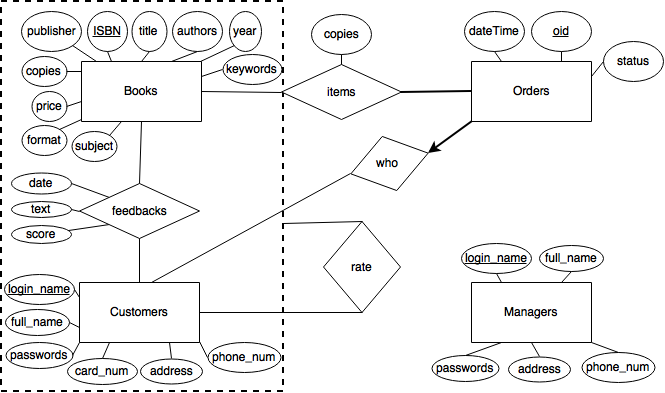 publisher
ISBN
title
authors
year
copies
dateTime
oid
status
copies
keywords
Books
items
Orders
price
format
subject
who
date
text
feedbacks
score
rate
login_name
full_name
login_name
full_name
Customers
Managers
passwords
card_num
address
phone_num
passwords
address
phone_num